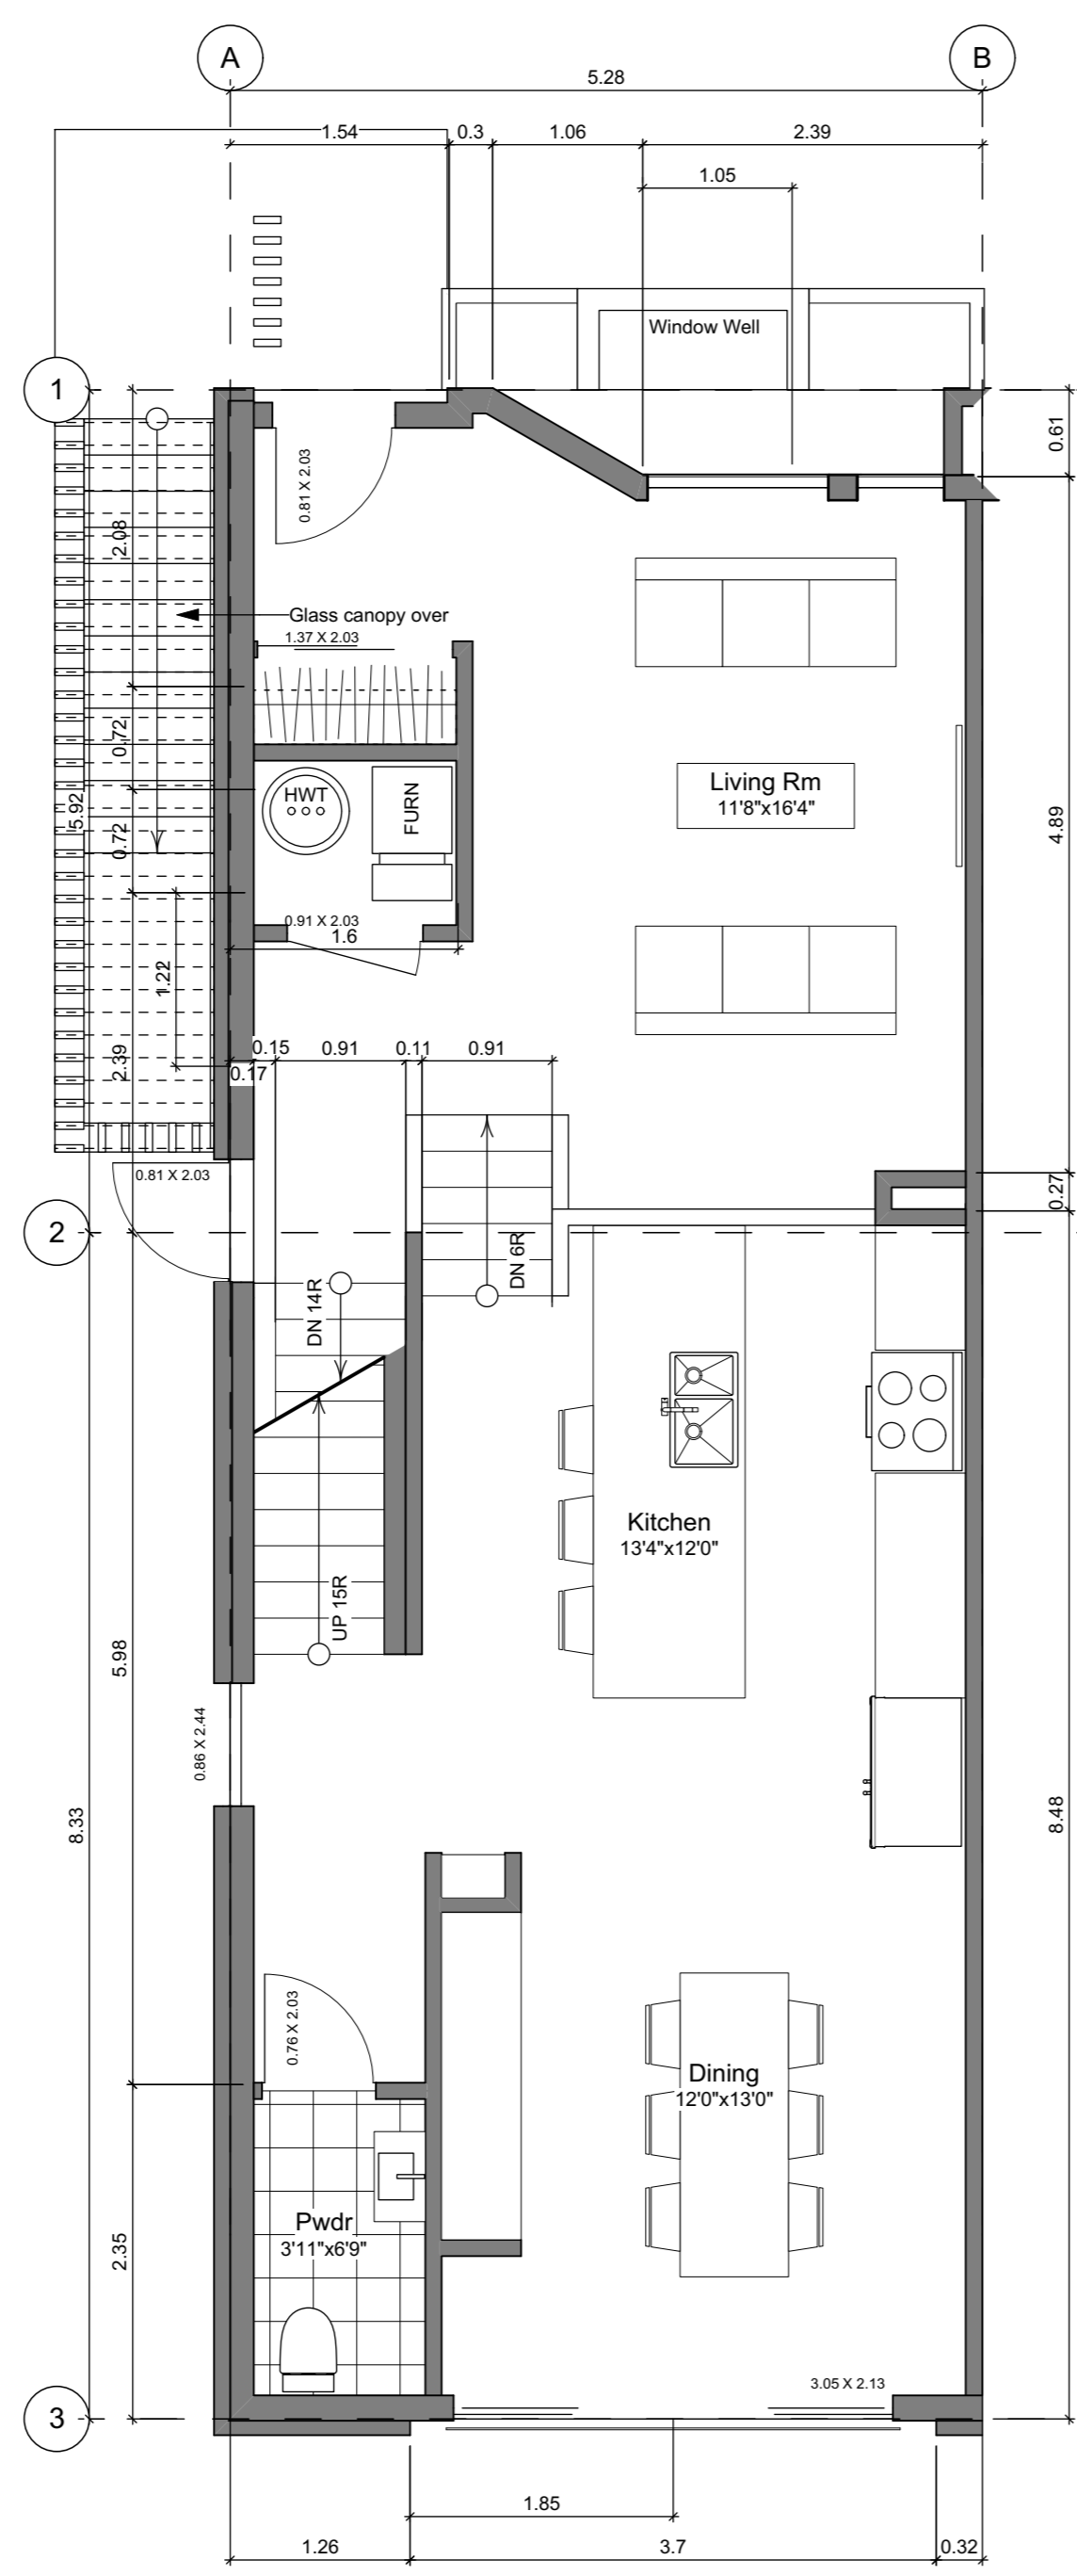 A
B
5.28
1.54
0.3
1.06
2.39
1.05
Window Well
1
0.61
0.81 X 2.03
2.08
Glass canopy over
1.37 X 2.03
0.72
Living Rm
11'8"x16'4"
HWT
FURN
5.92
0.72
4.89
0.91 X 2.03
1.6
1.22
0.15
0.91
0.11
0.91
2.39
0.17
0.81 X 2.03
0.27
2
DN 6R
DN 14R
Kitchen
13'4"x12'0"
UP 15R
5.98
0.86 X 2.44
8.33
8.48
0.76 X 2.03
Dining
12'0"x13'0"
Pwdr
3'11"x6'9"
2.35
3.05 X 2.13
3
1.85
1.26
3.7
0.32